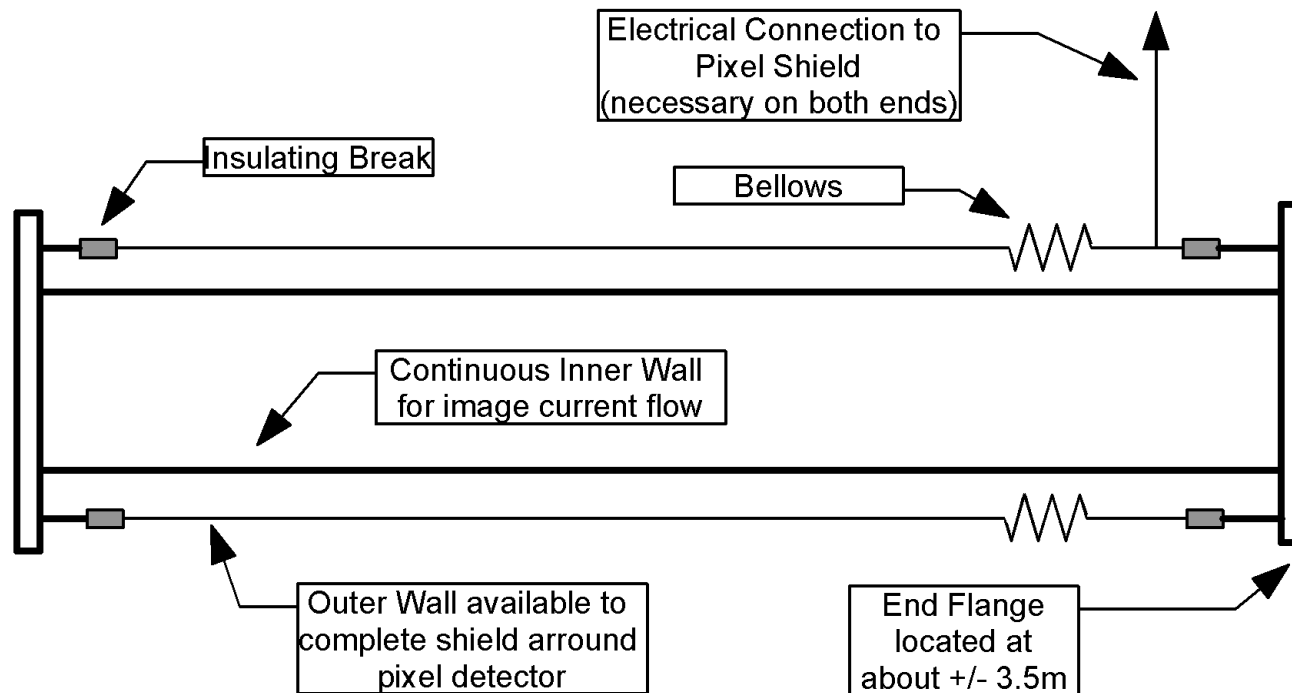 Electrical Connection to
Pixel Shield
(necessary on both ends)
Insulating Break
Bellows
Continuous Inner Wall
for image current flow
Outer Wall available to
complete shield arround
pixel detector
End Flange
located at
about +/- 3.5m